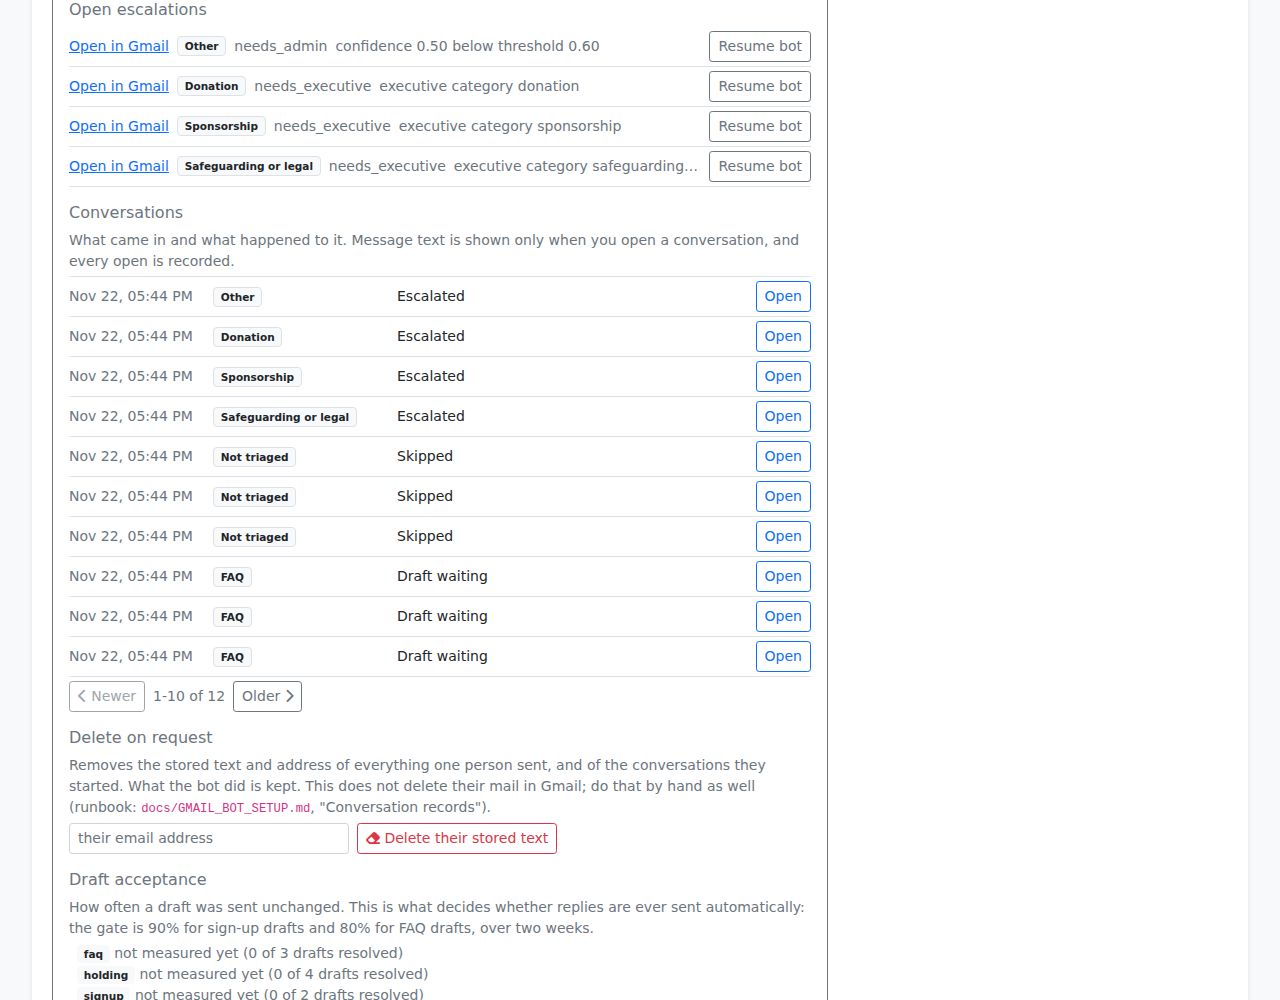 Open escalations
Open in Gmail Other needs_admin confidence 0.50 below threshold 0.60 Resume bot
Open in Gmail Donation needs_executive executive category donation Resume bot
Open in Gmail Sponsorship needs_executive executive category sponsorship Resume bot
Open in Gmail Safeguarding or legal needs_executive executive category safeguarding... Resume bot
Conversations
What came in and what happened to it. Message text is shown only when you open a conversation, and
every open is recorded.
Nov 22, 05:44 PM Other Escalated Open
Nov 22, 05:44 PM Donation Escalated Open
Nov 22, 05:44 PM Sponsorship Escalated Open
Nov 22, 05:44 PM Safeguarding or legal Escalated Open
Nov 22, 05:44 PM Not triaged Skipped Open
Nov 22, 05:44 PM Not triaged Skipped Open
Nov 22, 05:44 PM Not triaged Skipped Open
Nov 22, 05:44 PM FAQ Draft waiting Open
Nov 22, 05:44 PM FAQ Draft waiting Open
Nov 22, 05:44 PM FAQ Draft waiting Open
Newer 1-10 of 12 Older
Delete on request
Removes the stored text and address of everything one person sent, and of the conversations they
started. What the bot did is kept. This does not delete their mail in Gmail; do that by hand as well
(runbook: docs/GMAIL_BOT_SETUP.md, "Conversation records").
their email address Delete their stored text
Draft acceptance
How often a draft was sent unchanged. This is what decides whether replies are ever sent automatically:
the gate is 90% for sign-up drafts and 80% for FAQ drafts, over two weeks.
faq not measured yet (0 of 3 drafts resolved)
holding not measured yet (0 of 4 drafts resolved)
signup not measured yet (0 of 2 drafts resolved)